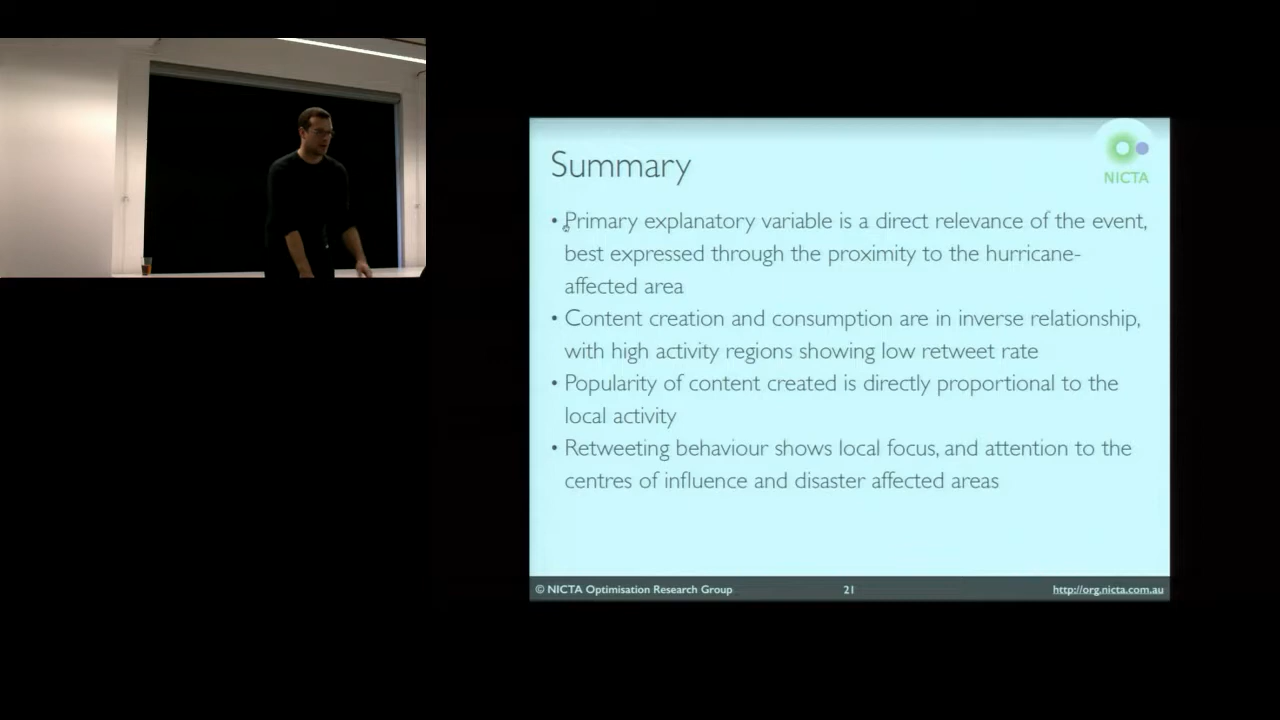 Summary
NICTA
• Primary explanatory variable is a direct relevance of the event,
best expressed through the proximity to the hurricane-
affected area
• Content creation and consumption are in inverse relationship,
with high activity regions showing low retweet rate
• Popularity of content created is directly proportional to the
local activity
• Retweeting behaviour shows local focus, and attention to the
centres of influence and disaster affected areas
© NICTA Optimisation Research Group 21 http://org.nicta.com.au